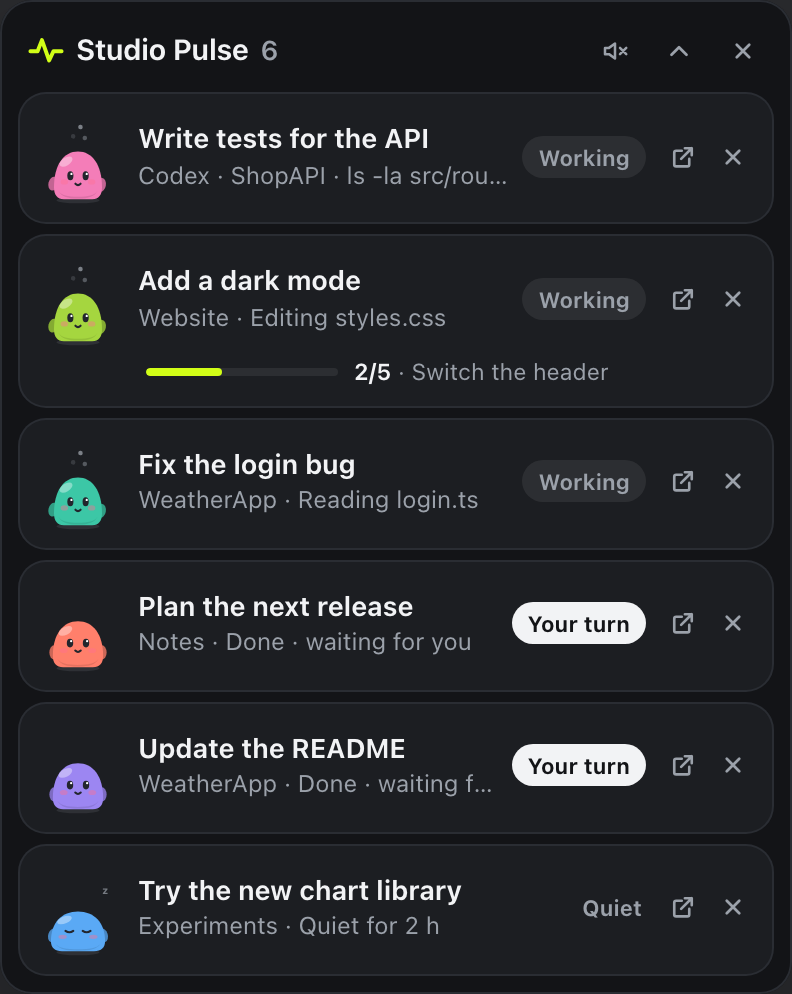 Studio Pulse 6
Write tests for the API
Codex · ShopAPI · ls -la src/rou...
Working
Add a dark mode
Website · Editing styles.css
Working
2/5 · Switch the header
Fix the login bug
WeatherApp · Reading login.ts
Working
Plan the next release
Notes · Done · waiting for you
Your turn
Update the README
WeatherApp · Done · waiting f...
Your turn
z
Try the new chart library
Experiments · Quiet for 2 h
Quiet